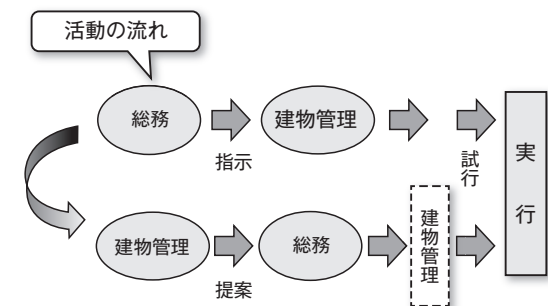 活動の流れ
総務
建物管理
指示
試行
実行
建物管理
総務
建物管理
提案